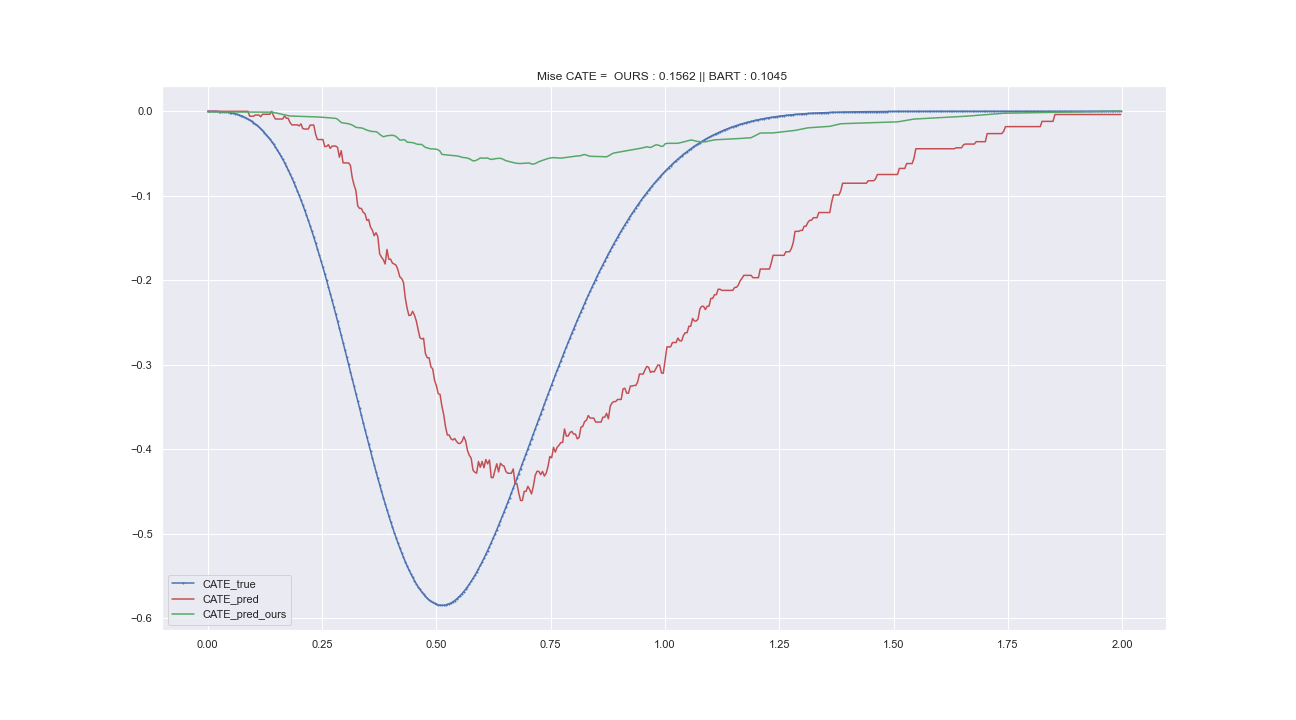 Mise CATE =  OURS : 0.1562 || BART : 0.1045
0.0
−0.1
−0.2
−0.3
−0.4
−0.5
−0.6
CATE_true
CATE_pred
CATE_pred_ours
0.00 0.25 0.50 0.75 1.00 1.25 1.50 1.75 2.00